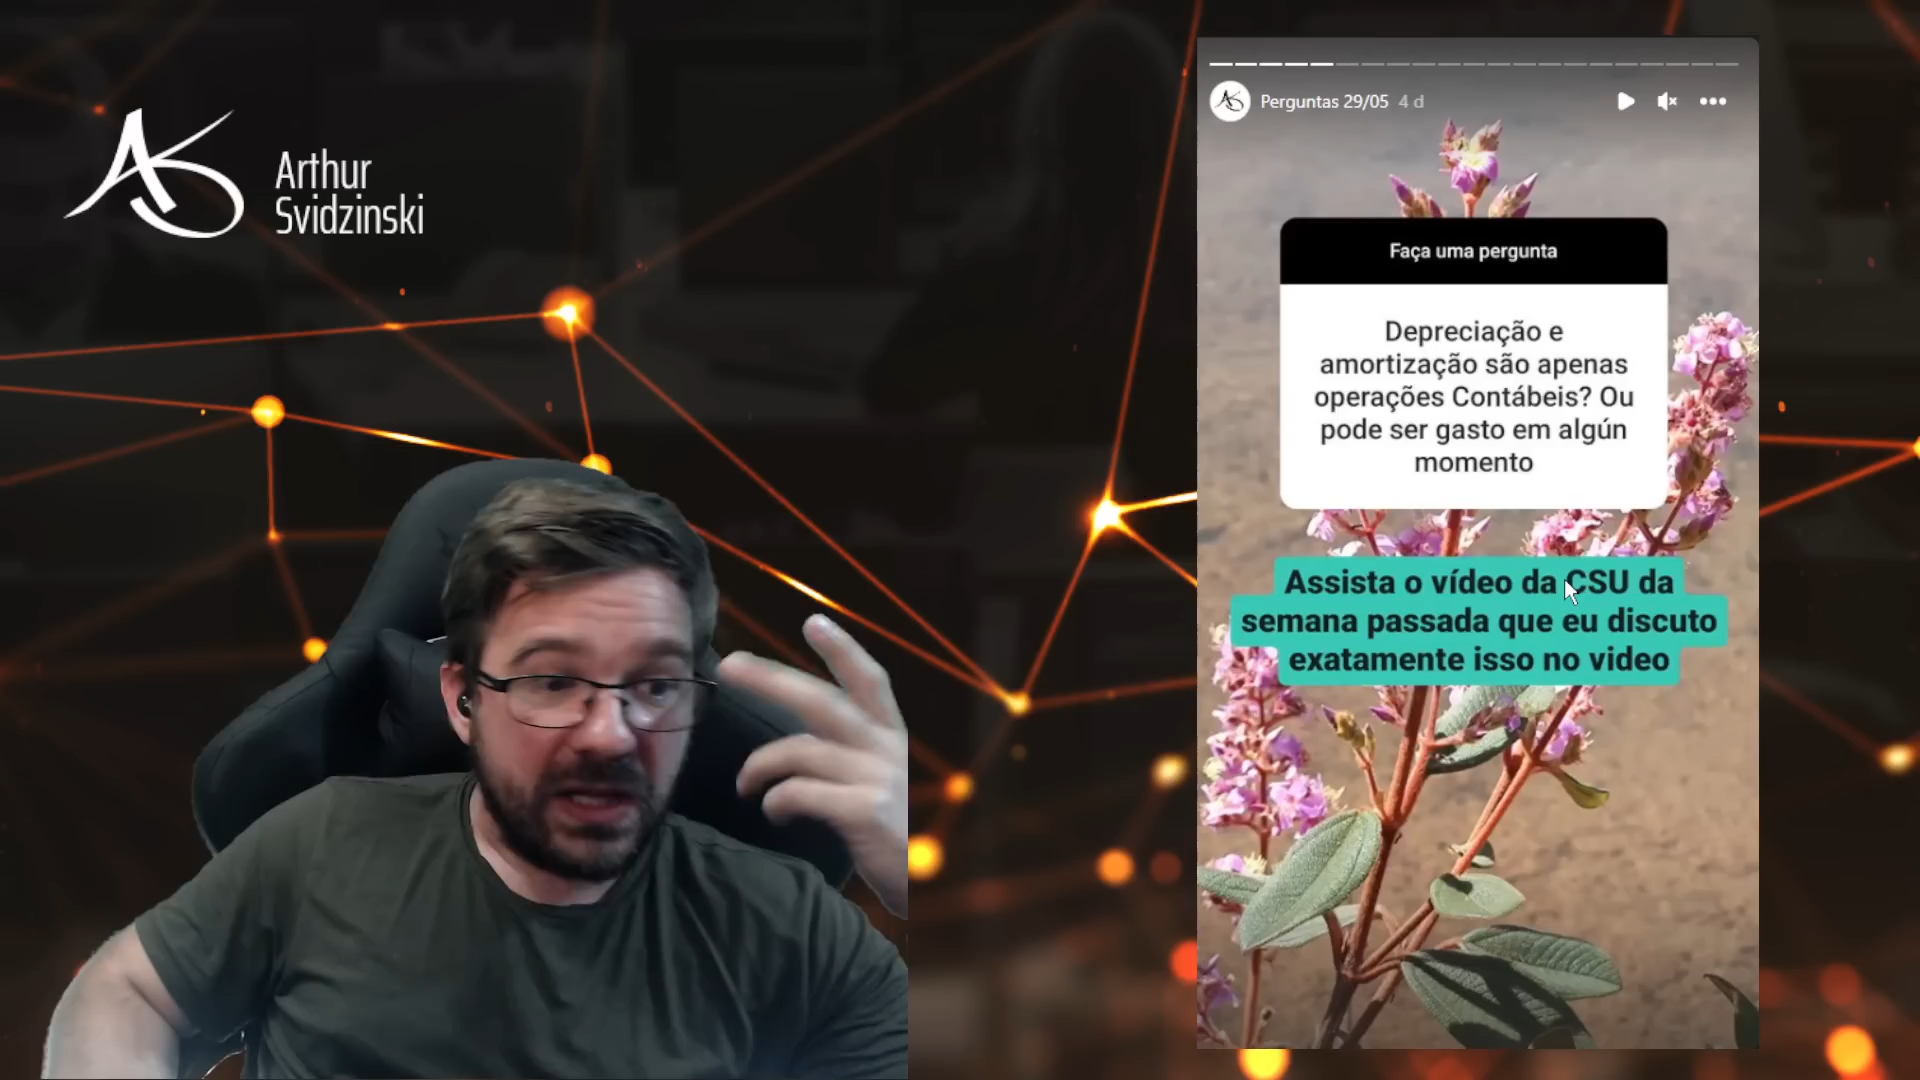 Arthur
Svidzinski
Perguntas 29/05 4 d
Faça uma pergunta
Depreciação e
amortização são apenas
operações Contábeis? Ou
pode ser gasto em algún
momento
Assista o vídeo da CSU da
semana passada que eu discuto
exatamente isso no video